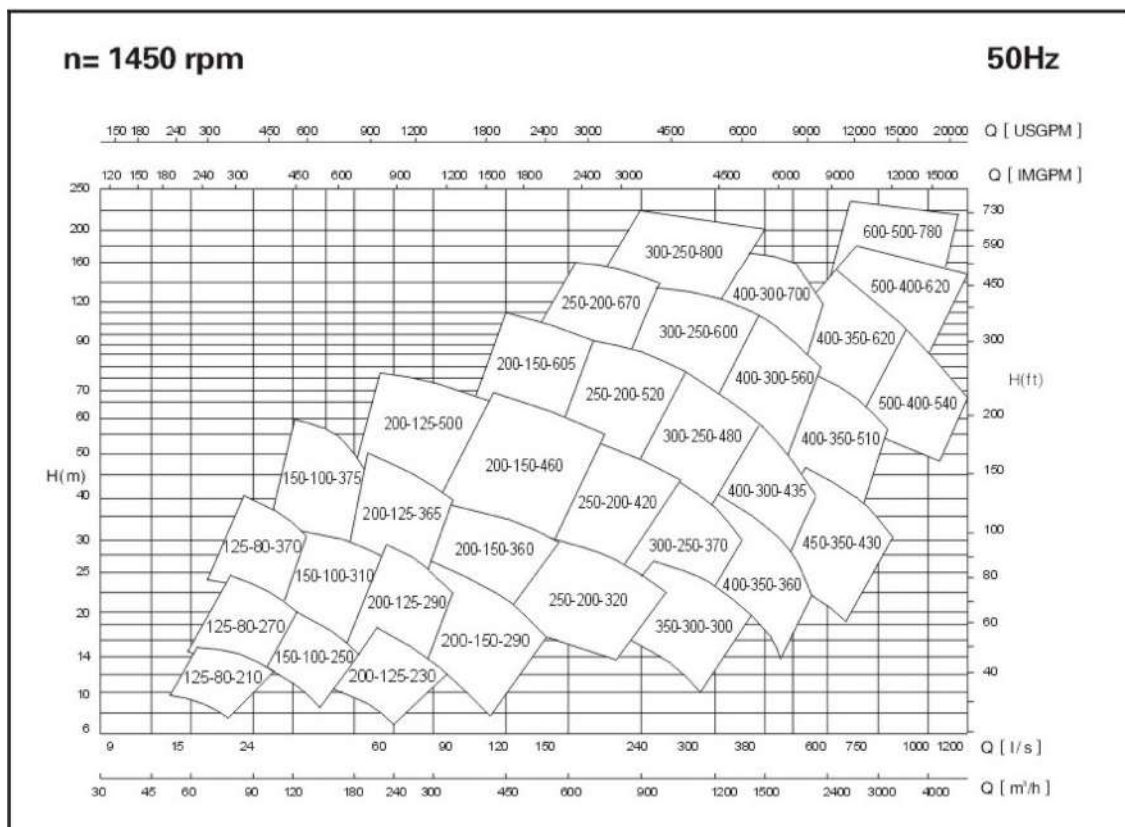 n= 1450 rpm 50Hz
150 180 240 300 450 600 900 1200 1800 2400 3000 4500 6000 9000 12000 15000 20000 Q [ USGPM ]
120 150 180 240 300 450 600 900 1200 1500 1800 2400 3000 4500 6000 9000 12000 15000 Q [ IMGPM ]
250 730
200 600-500-780
300-250-800 590
160 500-400-620
250-200-670 400-300-700 450
120
300-250-600 400-350-620
90 300
200-150-605
400-300-560 H(ft)
70 250-200-520
500-400-540
60 200-125-500 200
300-250-480 400-350-510
50 200-150-460
H(m) 150-100-375 150
400-300-435
40 250-200-420
200-125-365
100
30 125-80-370 200-150-360 300-250-370 450-350-430
25 150-100-310 80
400-350-360
200-125-290 250-200-320
20 125-80-270 350-300-300 60
200-150-290
14 150-100-250
125-80-210 200-125-230 40
10
6
9 15 24 60 90 120 150 240 300 380 600 750 1000 1200 Q [ l/s ]
30 45 60 90 120 180 240 300 450 600 900 1200 1500 2400 3000 4000 Q [ m³/h ]